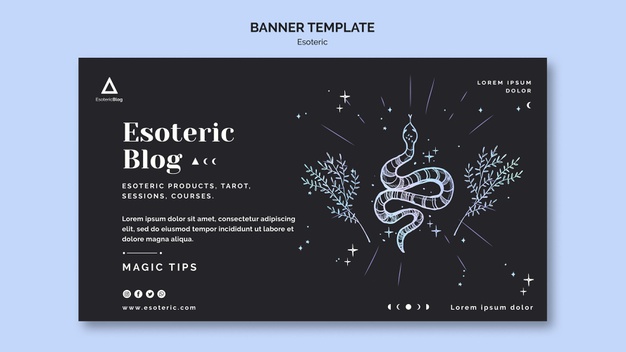 BANNER TEMPLATE
Esoteric
EsotericBlog
LOREM IPSUM
DOLOR
Esoteric
Blog
ESOTERIC PRODUCTS, TAROT,
SESSIONS, COURSES.
Lorem ipsum dolor sit amet, consectetur adipiscing
elit, sed do eiusmod tempor incididunt ut labore et
dolore magna aliqua.
MAGIC TIPS
www.esoteric.com
Lorem ipsum dolor